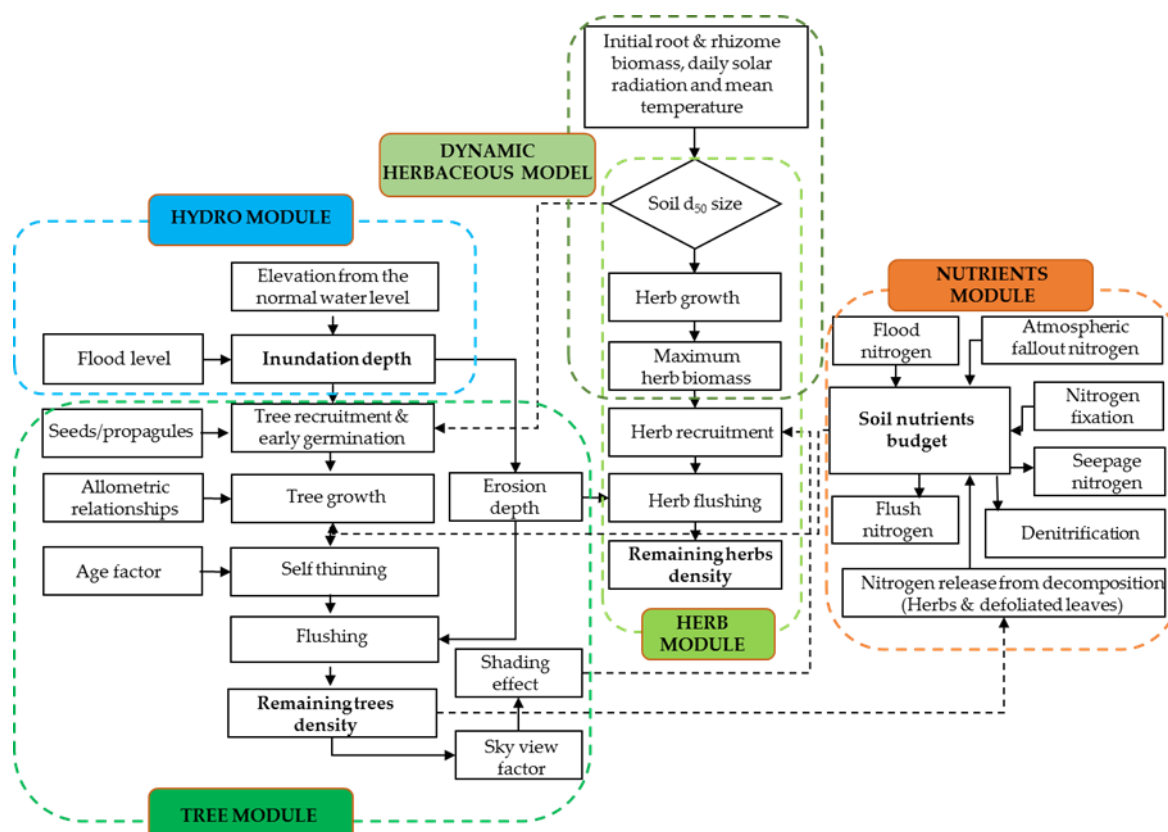 Initial root & rhizome
biomass, daily solar
radiation and mean
temperature
DYNAMIC
HERBACEOUS MODEL
Soil d₅₀ size
HYDRO MODULE
Elevation from the
normal water level
Flood level
Inundation depth
Herb growth
Maximum
herb biomass
NUTRIENTS
MODULE
Flood
nitrogen
Atmospheric
fallout nitrogen
Soil nutrients
budget
Nitrogen
fixation
Seepage
nitrogen
Flush
nitrogen
Denitrification
Nitrogen release from decomposition
(Herbs & defoliated leaves)
Seeds/propagules
Tree recruitment &
early germination
Herb recruitment
Allometric
relationships
Tree growth
Erosion
depth
Herb flushing
Age factor
Self thinning
Remaining herbs
density
Flushing
HERB
MODULE
Shading
effect
Remaining trees
density
Sky view
factor
TREE MODULE